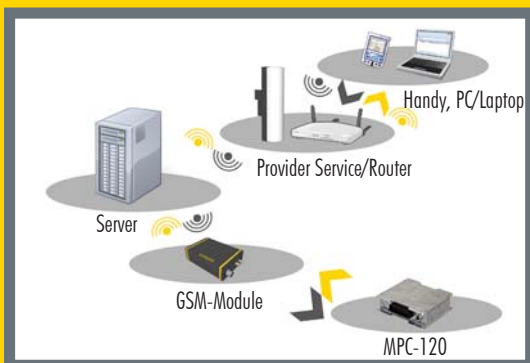 Handy, PC/Laptop
Provider Service/Router
Server
GSM-Module
MPC-120